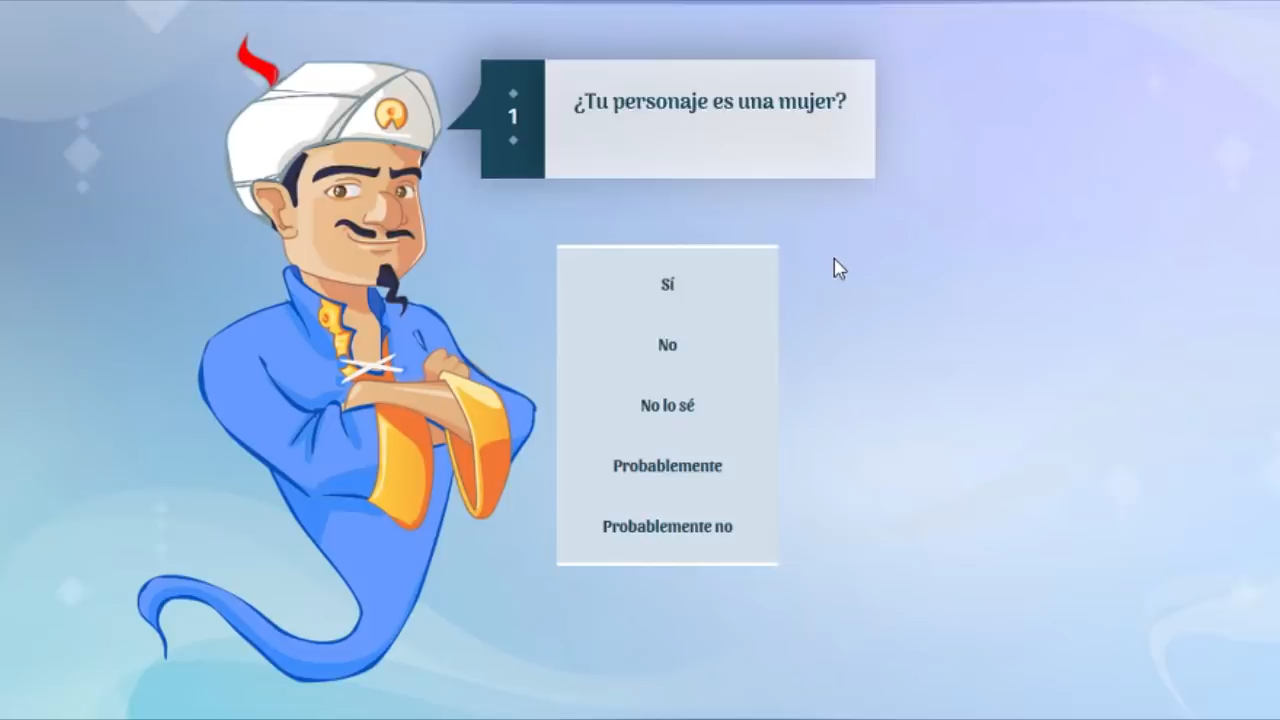 1
¿Tu personaje es una mujer?
Sí
No
No lo sé
Probablemente
Probablemente no